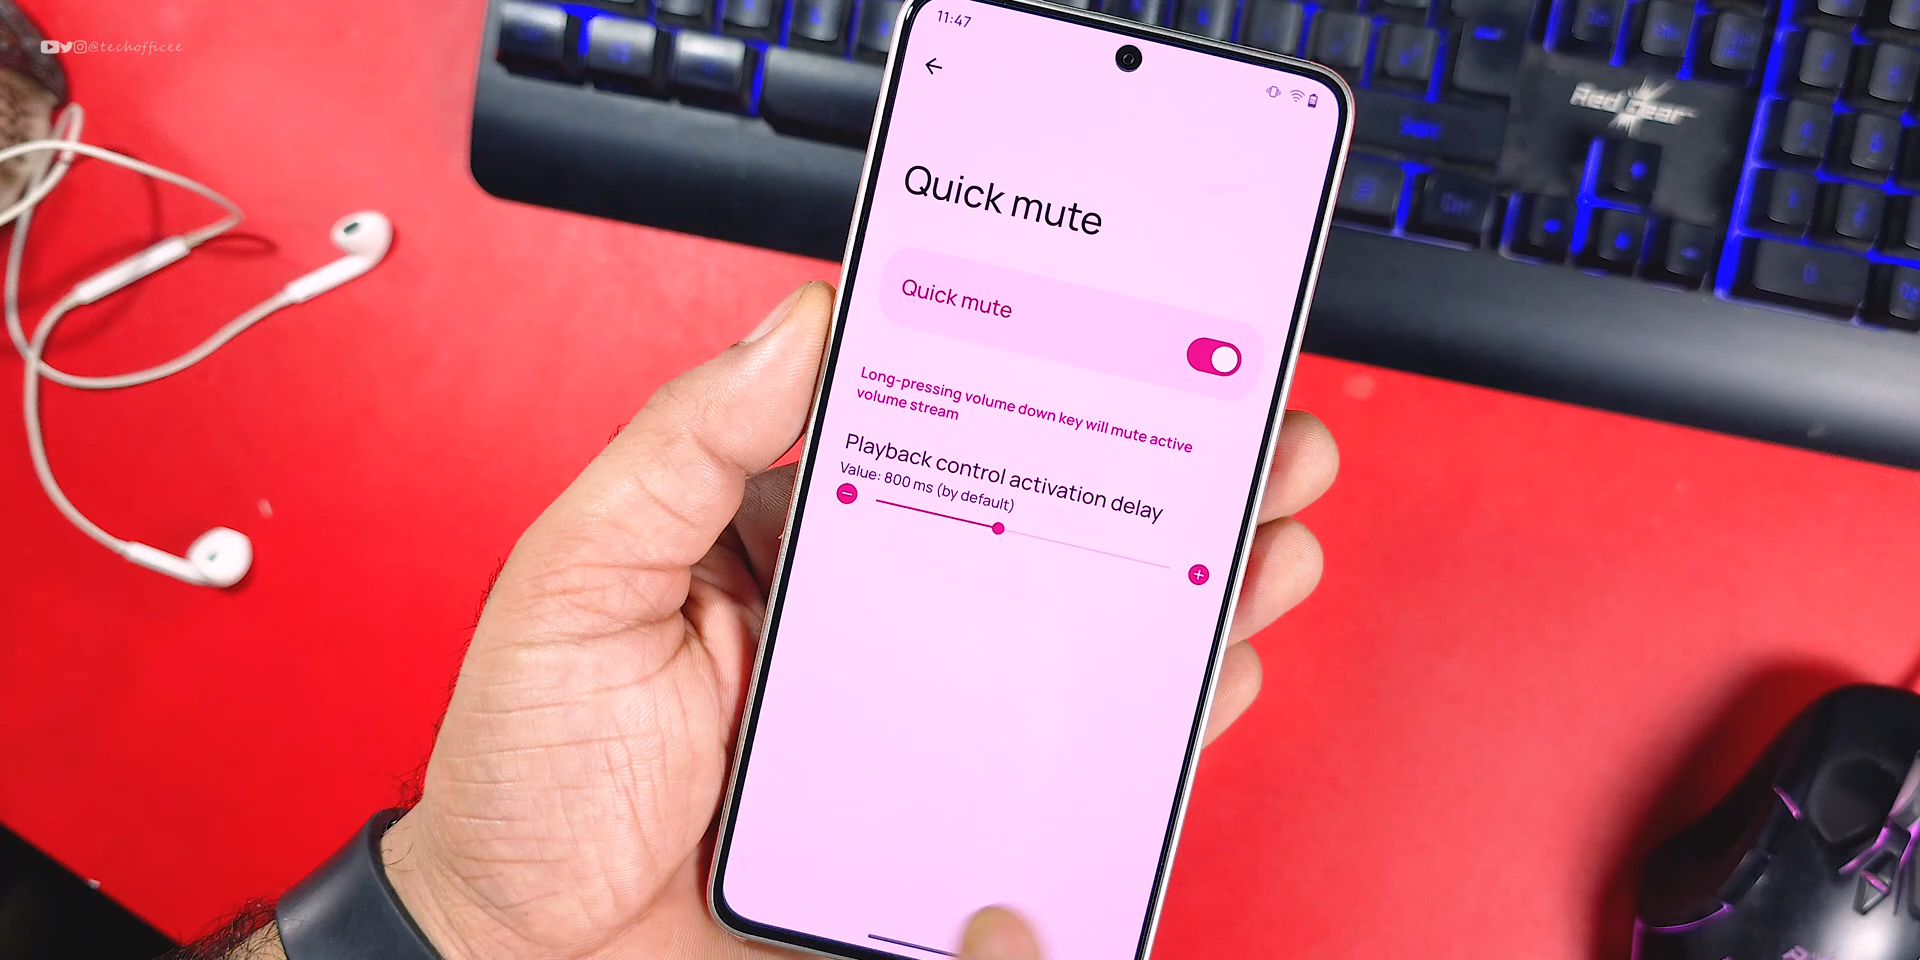 @techofficee
11:47
Quick mute
Quick mute
Long-pressing volume down key will mute active
volume stream
Playback control activation delay
Value: 800 ms (by default)
Red Gear